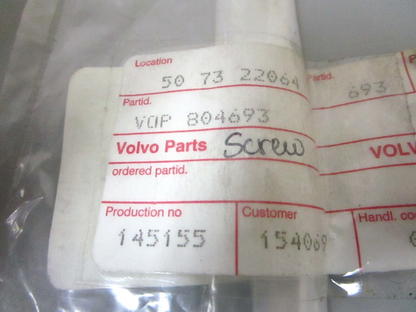 Location
50 73 22064
Partid.
VOP 804693
Volvo Parts Screw
ordered partid.
Production no
145155
Customer
154069
Partid.
693
VOLV
Handl. co